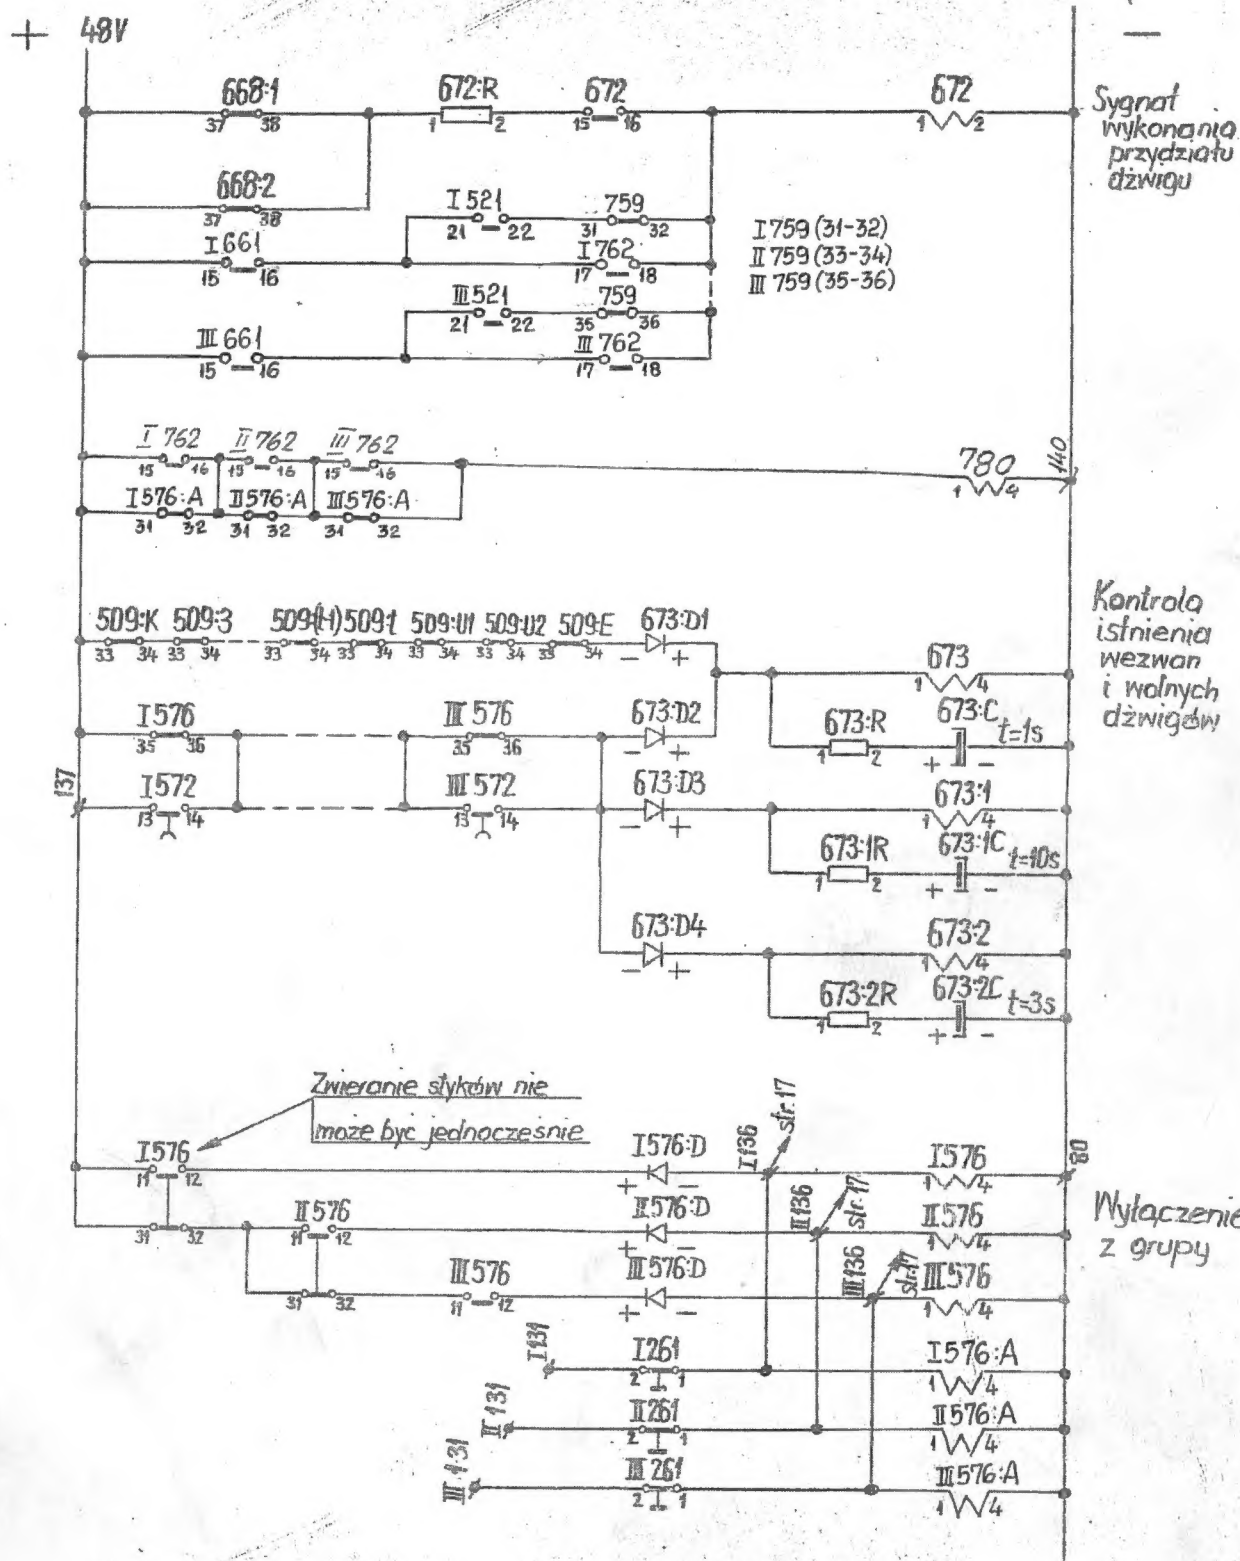 + 48V −
668:1 672:R 672 672
37 38 1 2 15 16 1 2
Sygnał
wykonania
przydziału
dźwigu
668:2
37 38
I 521 759
21 22 31 32
I 661 I 762
15 16 17 18
I 759 (31-32)
II 759 (33-34)
III 759 (35-36)
III 521 759
21 22 35 36
III 661 III 762
15 16 17 18
I 762 II 762 III 762 780 140
15 16 15 16 15 16 1 4
I 576:A II 576:A III 576:A
31 32 31 32 31 32
Kontrola
istnienia
wezwan
i wolnych
dźwigów
509:K 509:3 509(H) 509:1 509:U1 509:U2 509:E 673:D1
33 34 33 34 33 34 33 34 33 34 33 34 33 34 − +
673
1 4
I 576 III 576 673:D2 673:R 673:C t=1s
35 36 35 36 − + 1 2 + −
137 I 572 III 572 673:D3 673:1
13 14 13 14 − + 1 4
673:1R 673:1C t=10s
1 2 + −
673:D4 673:2
− + 1 4
673:2R 673:2C t=3s
1 2 + −
Zwieranie styków nie
może być jednoczesnie
I 576 I 576:D I 136 str. 17 I 576 80
11 12 + − 1 4
II 576 II 576:D II 136 str. 17 II 576
31 32 11 12 + − 1 4
Wyłączenie
z grupy
III 576 III 576:D III 136 str. 17 III 576
31 32 11 12 + − 1 4
I 131 I 261 I 576:A
2 1 1 4
II 131 II 261 II 576:A
2 1 1 4
III 131 III 261 III 576:A
2 1 1 4